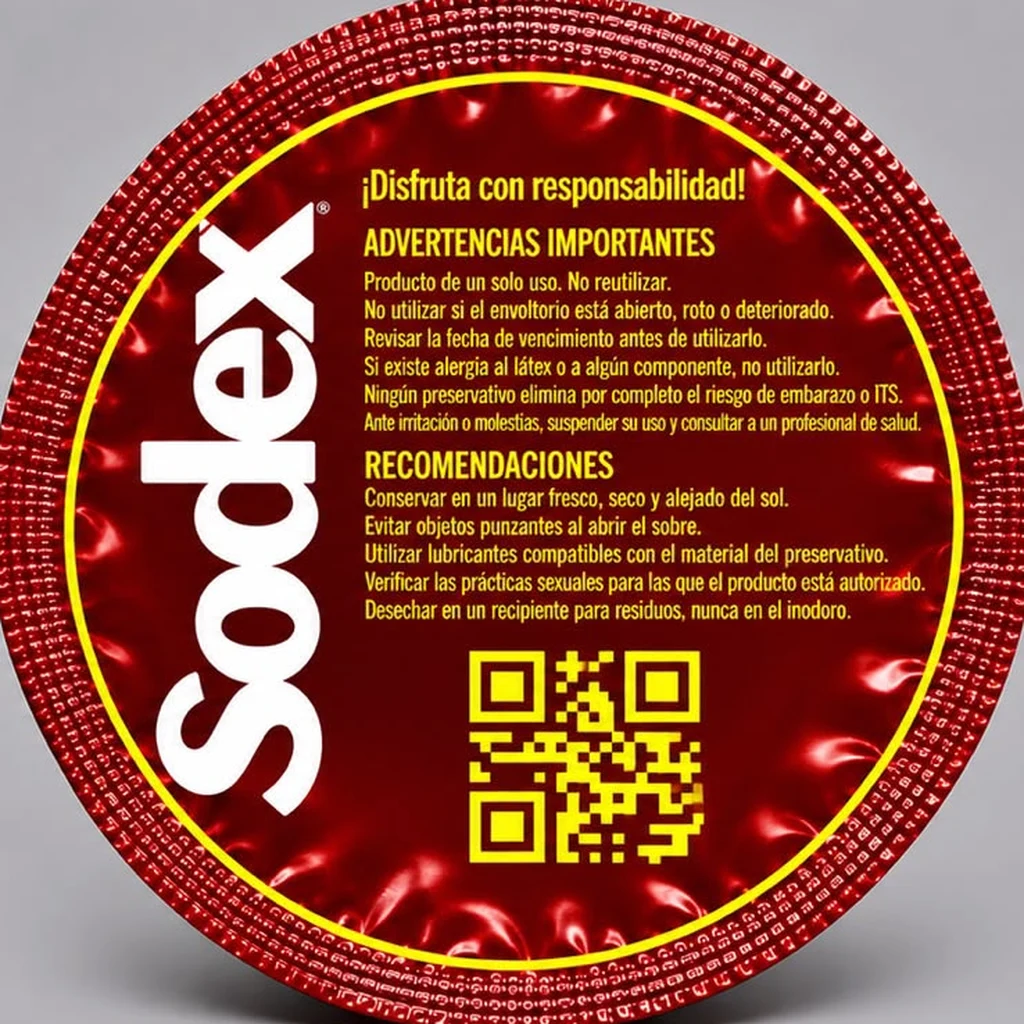 Sodex®
¡Disfruta con responsabilidad!
ADVERTENCIAS IMPORTANTES
Producto de un solo uso. No reutilizar.
No utilizar si el envoltorio está abierto, roto o deteriorado.
Revisar la fecha de vencimiento antes de utilizarlo.
Si existe alergia al látex o a algún componente, no utilizarlo.
Ningún preservativo elimina por completo el riesgo de embarazo o ITS.
Ante irritación o molestias, suspender su uso y consultar a un profesional de salud.
RECOMENDACIONES
Conservar en un lugar fresco, seco y alejado del sol.
Evitar objetos punzantes al abrir el sobre.
Utilizar lubricantes compatibles con el material del preservativo.
Verificar las prácticas sexuales para las que el producto está autorizado.
Desechar en un recipiente para residuos, nunca en el inodoro.